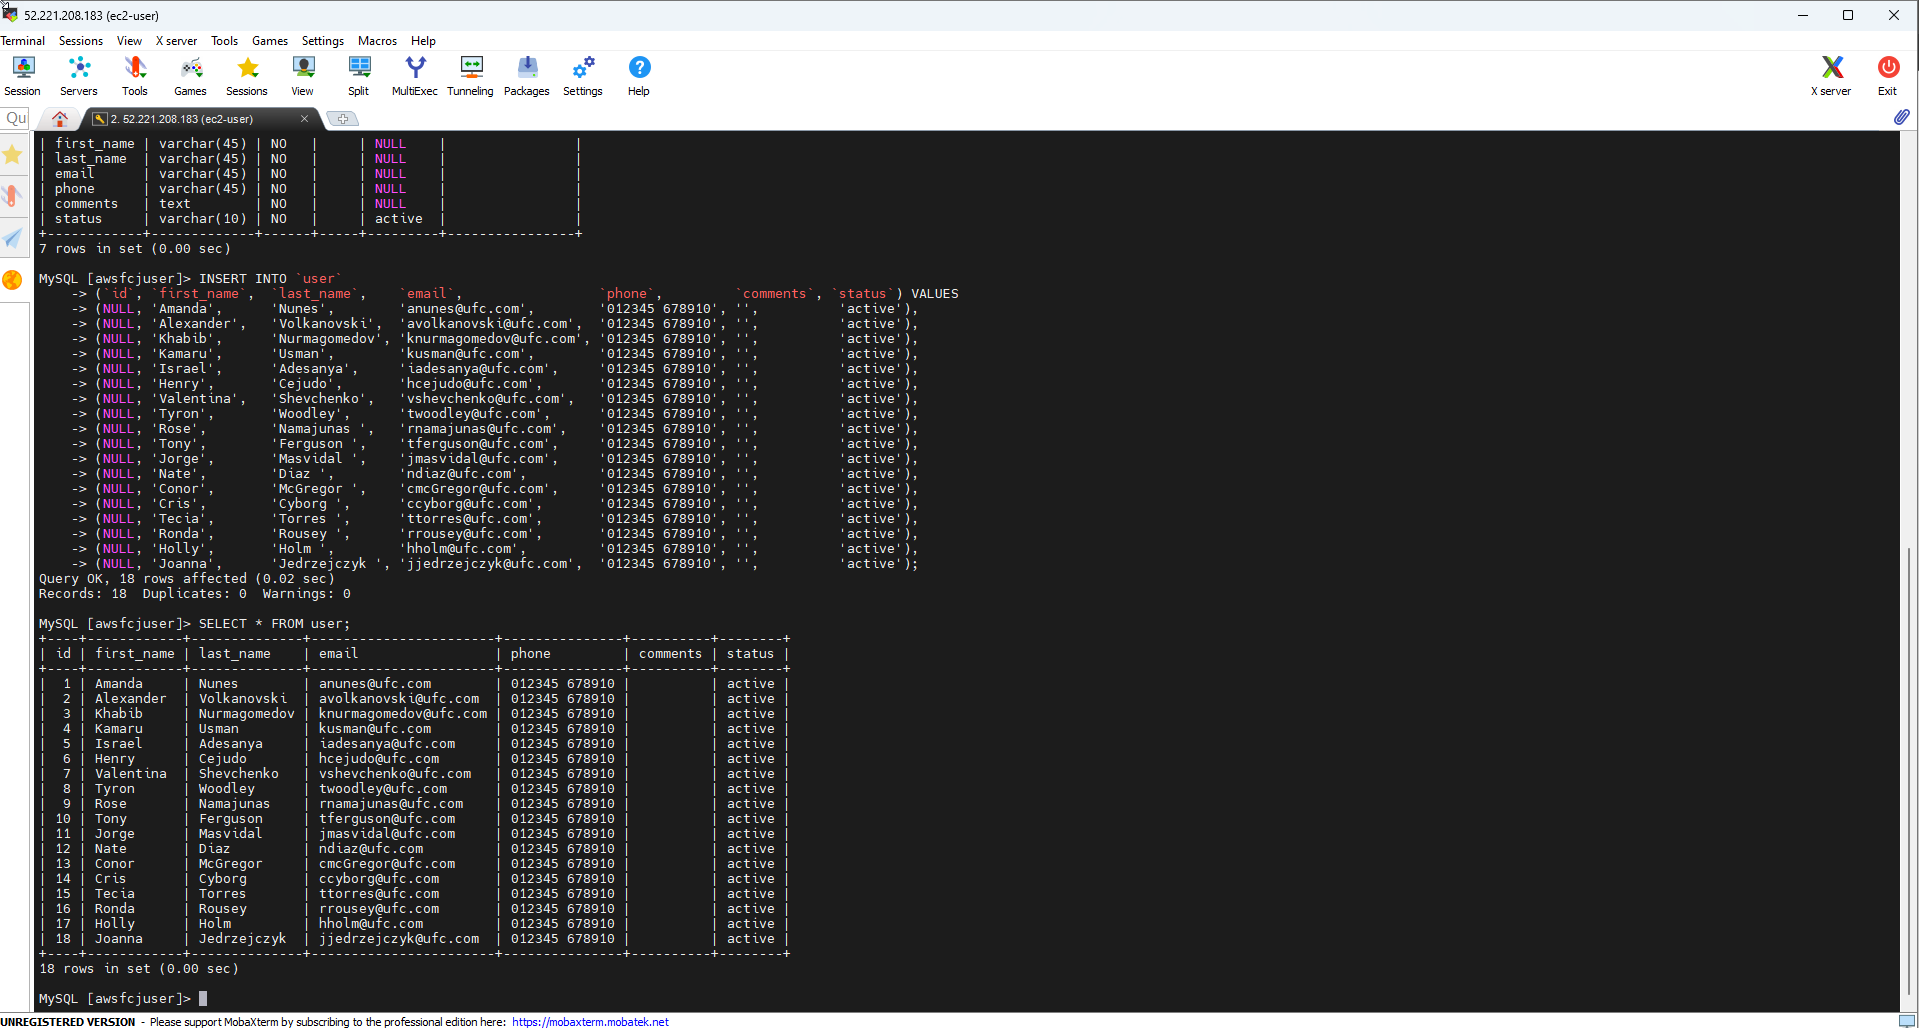 52.221.208.183 (ec2-user)
Terminal Sessions View X server Tools Games Settings Macros Help
Session Servers Tools Games Sessions View Split MultiExec Tunneling Packages Settings Help X server Exit
Qu 2. 52.221.208.183 (ec2-user)
| first_name | varchar(45) | NO | | NULL | |
| last_name | varchar(45) | NO | | NULL | |
| email | varchar(45) | NO | | NULL | |
| phone | varchar(45) | NO | | NULL | |
| comments | text | NO | | NULL | |
| status | varchar(10) | NO | | active | |
+------------+-------------+------+-----+---------+----------------+
7 rows in set (0.00 sec)
MySQL [awsfcjuser]> INSERT INTO `user`
-> (`id`, `first_name`, `last_name`, `email`, `phone`, `comments`, `status`) VALUES
-> (NULL, 'Amanda', 'Nunes', 'anunes@ufc.com', '012345 678910', '', 'active'),
-> (NULL, 'Alexander', 'Volkanovski', 'avolkanovski@ufc.com', '012345 678910', '', 'active'),
-> (NULL, 'Khabib', 'Nurmagomedov', 'knurmagomedov@ufc.com', '012345 678910', '', 'active'),
-> (NULL, 'Kamaru', 'Usman', 'kusman@ufc.com', '012345 678910', '', 'active'),
-> (NULL, 'Israel', 'Adesanya', 'iadesanya@ufc.com', '012345 678910', '', 'active'),
-> (NULL, 'Henry', 'Cejudo', 'hcejudo@ufc.com', '012345 678910', '', 'active'),
-> (NULL, 'Valentina', 'Shevchenko', 'vshevchenko@ufc.com', '012345 678910', '', 'active'),
-> (NULL, 'Tyron', 'Woodley', 'twoodley@ufc.com', '012345 678910', '', 'active'),
-> (NULL, 'Rose', 'Namajunas ', 'rnamajunas@ufc.com', '012345 678910', '', 'active'),
-> (NULL, 'Tony', 'Ferguson ', 'tferguson@ufc.com', '012345 678910', '', 'active'),
-> (NULL, 'Jorge', 'Masvidal ', 'jmasvidal@ufc.com', '012345 678910', '', 'active'),
-> (NULL, 'Nate', 'Diaz ', 'ndiaz@ufc.com', '012345 678910', '', 'active'),
-> (NULL, 'Conor', 'McGregor ', 'cmcGregor@ufc.com', '012345 678910', '', 'active'),
-> (NULL, 'Cris', 'Cyborg ', 'ccyborg@ufc.com', '012345 678910', '', 'active'),
-> (NULL, 'Tecia', 'Torres ', 'ttorres@ufc.com', '012345 678910', '', 'active'),
-> (NULL, 'Ronda', 'Rousey ', 'rrousey@ufc.com', '012345 678910', '', 'active'),
-> (NULL, 'Holly', 'Holm ', 'hholm@ufc.com', '012345 678910', '', 'active'),
-> (NULL, 'Joanna', 'Jedrzejczyk ', 'jjedrzejczyk@ufc.com', '012345 678910', '', 'active');
Query OK, 18 rows affected (0.02 sec)
Records: 18 Duplicates: 0 Warnings: 0
MySQL [awsfcjuser]> SELECT * FROM user;
+----+------------+--------------+-----------------------+---------------+----------+--------+
| id | first_name | last_name | email | phone | comments | status |
+----+------------+--------------+-----------------------+---------------+----------+--------+
| 1 | Amanda | Nunes | anunes@ufc.com | 012345 678910 | | active |
| 2 | Alexander | Volkanovski | avolkanovski@ufc.com | 012345 678910 | | active |
| 3 | Khabib | Nurmagomedov | knurmagomedov@ufc.com | 012345 678910 | | active |
| 4 | Kamaru | Usman | kusman@ufc.com | 012345 678910 | | active |
| 5 | Israel | Adesanya | iadesanya@ufc.com | 012345 678910 | | active |
| 6 | Henry | Cejudo | hcejudo@ufc.com | 012345 678910 | | active |
| 7 | Valentina | Shevchenko | vshevchenko@ufc.com | 012345 678910 | | active |
| 8 | Tyron | Woodley | twoodley@ufc.com | 012345 678910 | | active |
| 9 | Rose | Namajunas | rnamajunas@ufc.com | 012345 678910 | | active |
| 10 | Tony | Ferguson | tferguson@ufc.com | 012345 678910 | | active |
| 11 | Jorge | Masvidal | jmasvidal@ufc.com | 012345 678910 | | active |
| 12 | Nate | Diaz | ndiaz@ufc.com | 012345 678910 | | active |
| 13 | Conor | McGregor | cmcGregor@ufc.com | 012345 678910 | | active |
| 14 | Cris | Cyborg | ccyborg@ufc.com | 012345 678910 | | active |
| 15 | Tecia | Torres | ttorres@ufc.com | 012345 678910 | | active |
| 16 | Ronda | Rousey | rrousey@ufc.com | 012345 678910 | | active |
| 17 | Holly | Holm | hholm@ufc.com | 012345 678910 | | active |
| 18 | Joanna | Jedrzejczyk | jjedrzejczyk@ufc.com | 012345 678910 | | active |
+----+------------+--------------+-----------------------+---------------+----------+--------+
18 rows in set (0.00 sec)
MySQL [awsfcjuser]>
UNREGISTERED VERSION - Please support MobaXterm by subscribing to the professional edition here: https://mobaxterm.mobatek.net